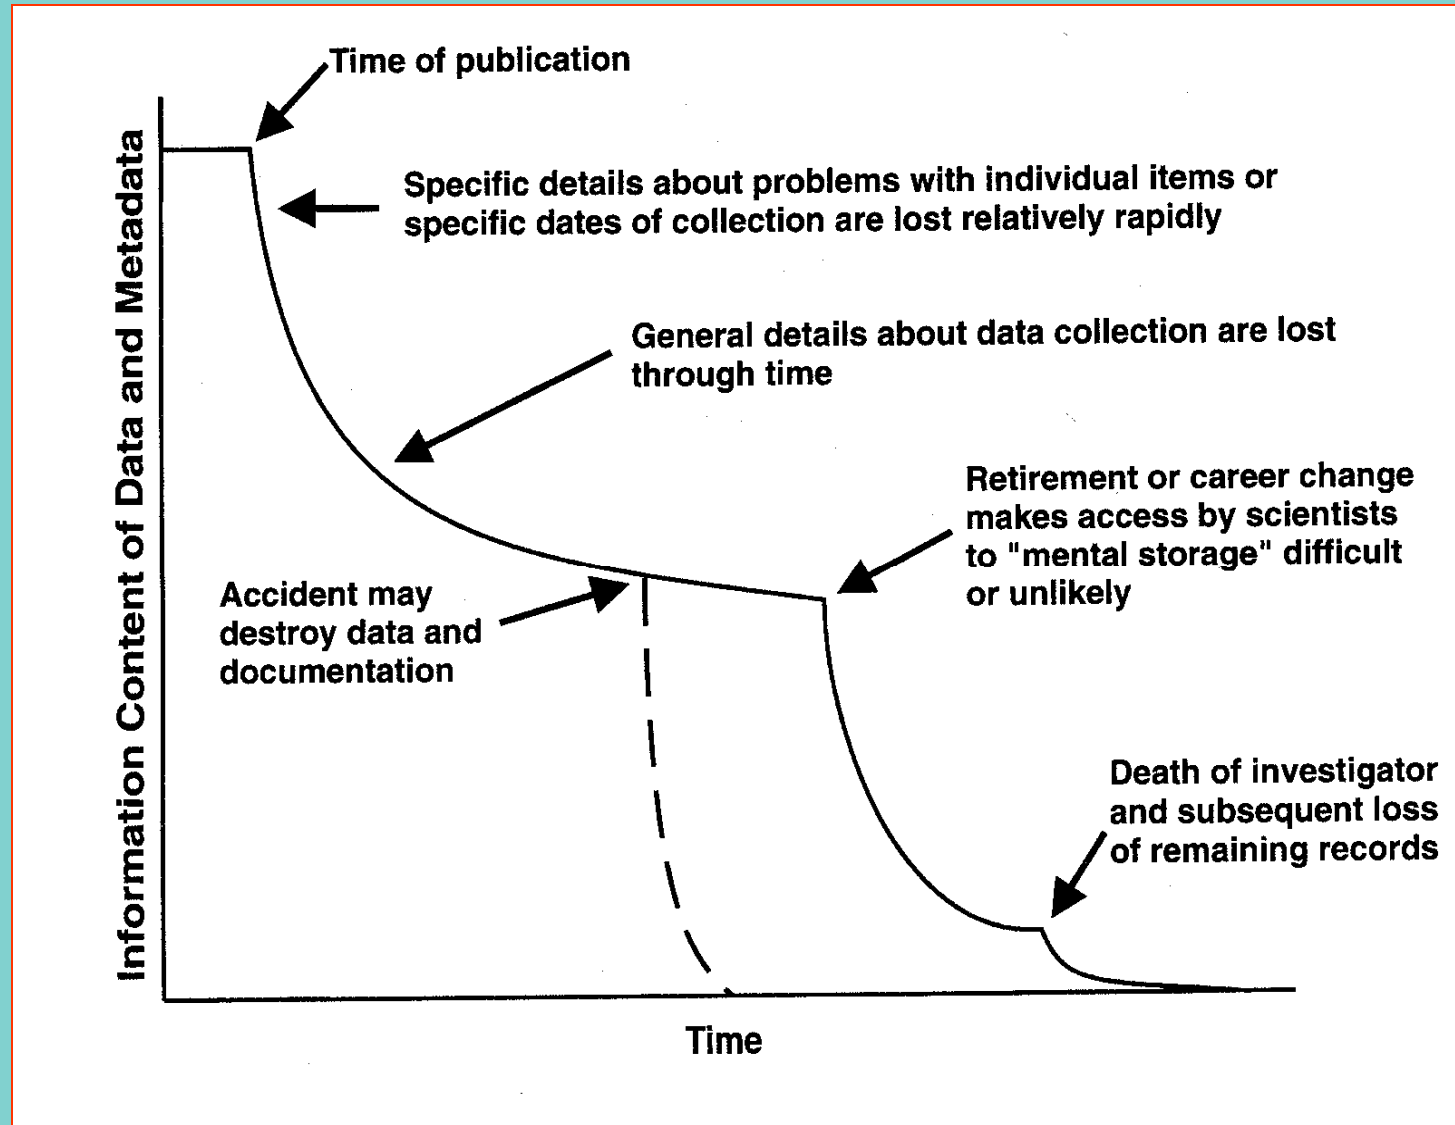 Time of publication
Specific details about problems with individual items or
specific dates of collection are lost relatively rapidly
General details about data collection are lost
through time
Retirement or career change
makes access by scientists
to "mental storage" difficult
or unlikely
Accident may
destroy data and
documentation
Death of investigator
and subsequent loss
of remaining records
Information Content of Data and Metadata
Time